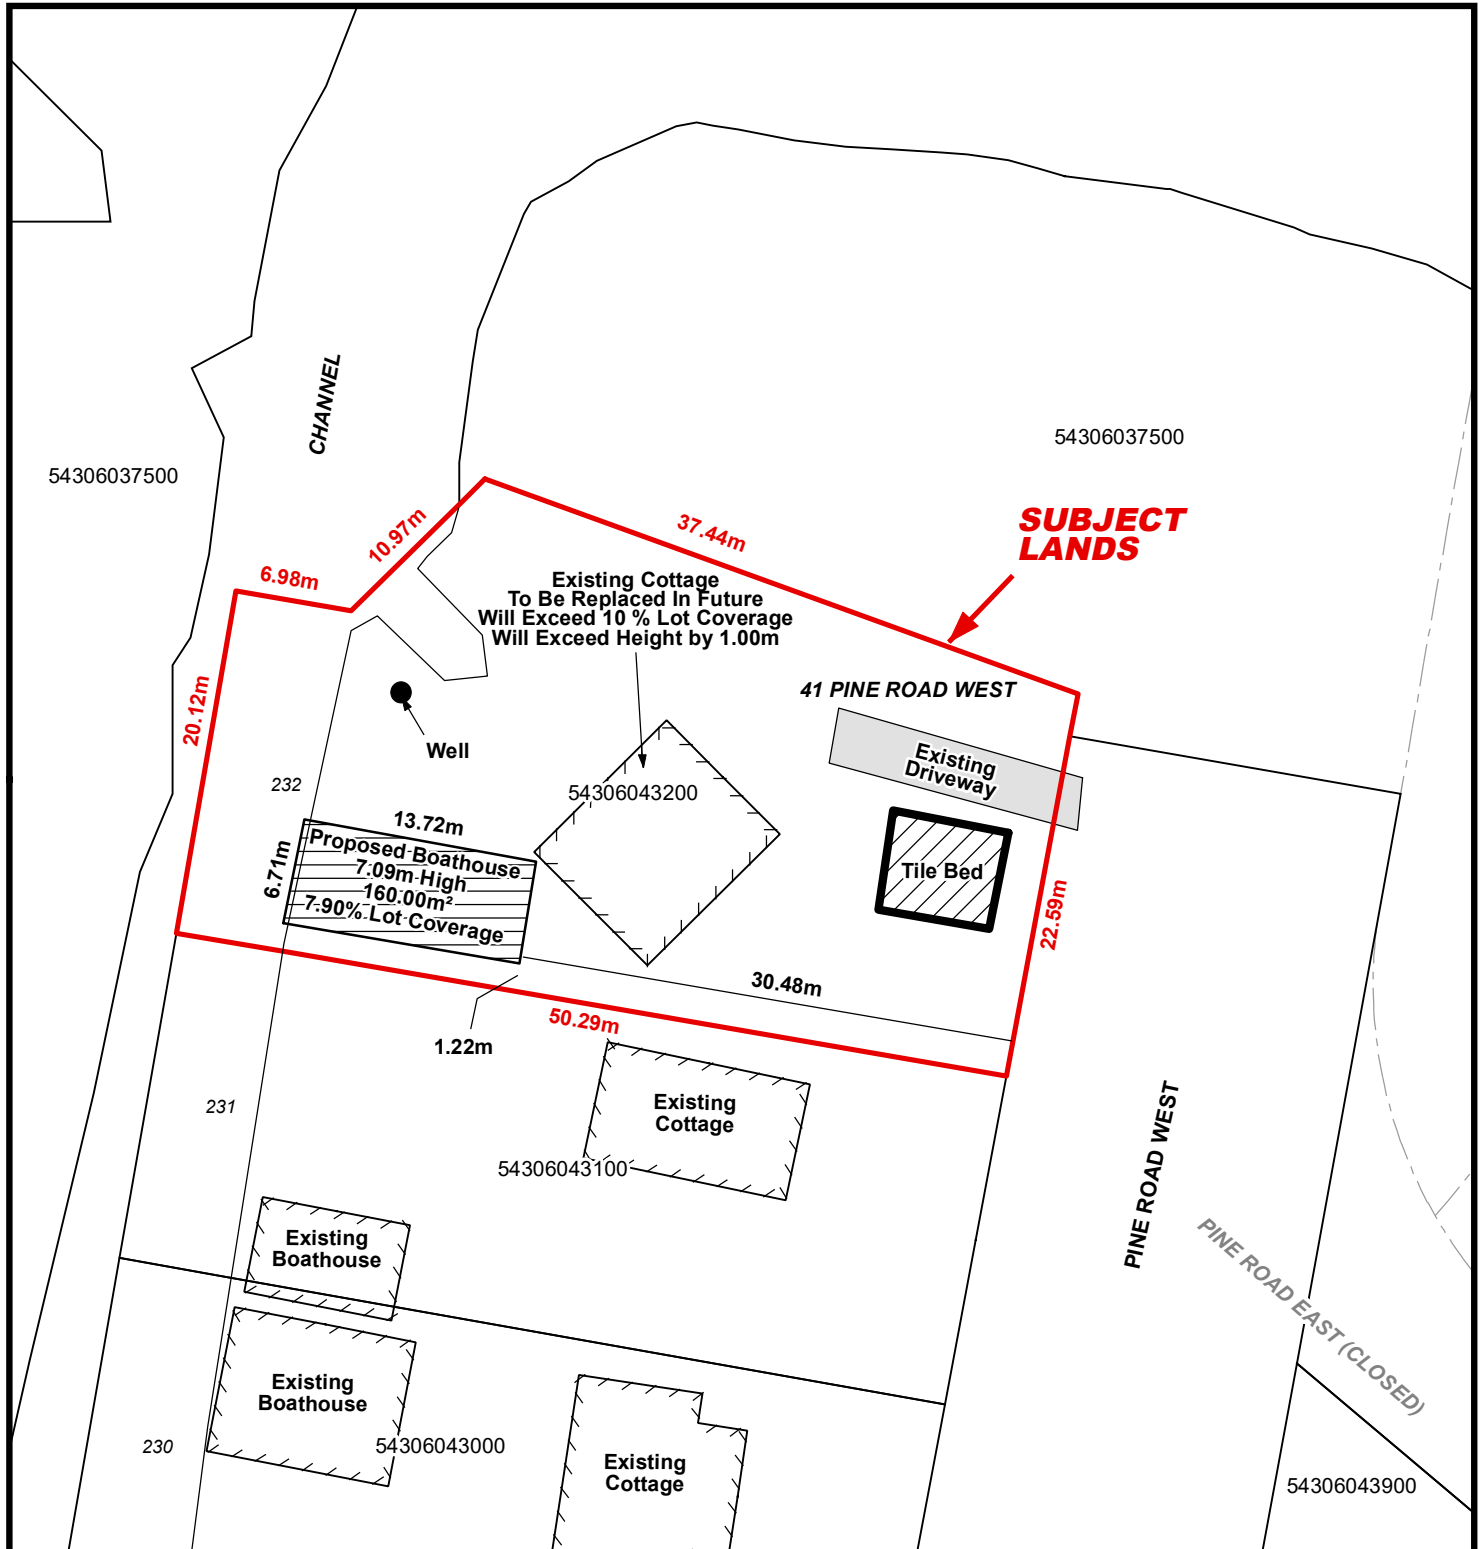 CHANNEL
54306037500
54306037500
SUBJECT
LANDS
37.44m
10.97m
6.98m
Existing Cottage
To Be Replaced In Future
Will Exceed 10 % Lot Coverage
Will Exceed Height by 1.00m
20.12m
41 PINE ROAD WEST
Well
Existing
Driveway
232
54306043200
13.72m
6.71m
Proposed Boathouse
7.09m High
160.00m²
7.90% Lot Coverage
Tile Bed
22.59m
30.48m
50.29m
1.22m
Existing
Cottage
231
54306043100
PINE ROAD WEST
Existing
Boathouse
PINE ROAD EAST (CLOSED)
Existing
Boathouse
230
54306043000
Existing
Cottage
54306043900